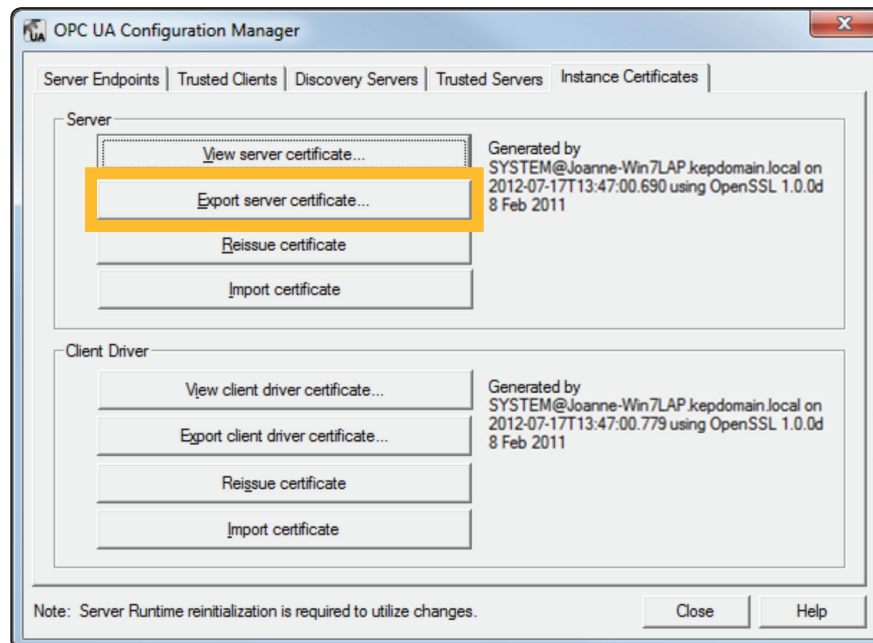 UA OPC UA Configuration Manager
X
Server Endpoints Trusted Clients Discovery Servers Trusted Servers Instance Certificates
Server
View server certificate...
Export server certificate...
Reissue certificate
Import certificate
Generated by
SYSTEM@Joanne-Win7LAP.kepdomain.local on
2012-07-17T13:47:00.690 using OpenSSL 1.0.0d
8 Feb 2011
Client Driver
View client driver certificate...
Export client driver certificate...
Reissue certificate
Import certificate
Generated by
SYSTEM@Joanne-Win7LAP.kepdomain.local on
2012-07-17T13:47:00.779 using OpenSSL 1.0.0d
8 Feb 2011
Note: Server Runtime reinitialization is required to utilize changes.
Close
Help